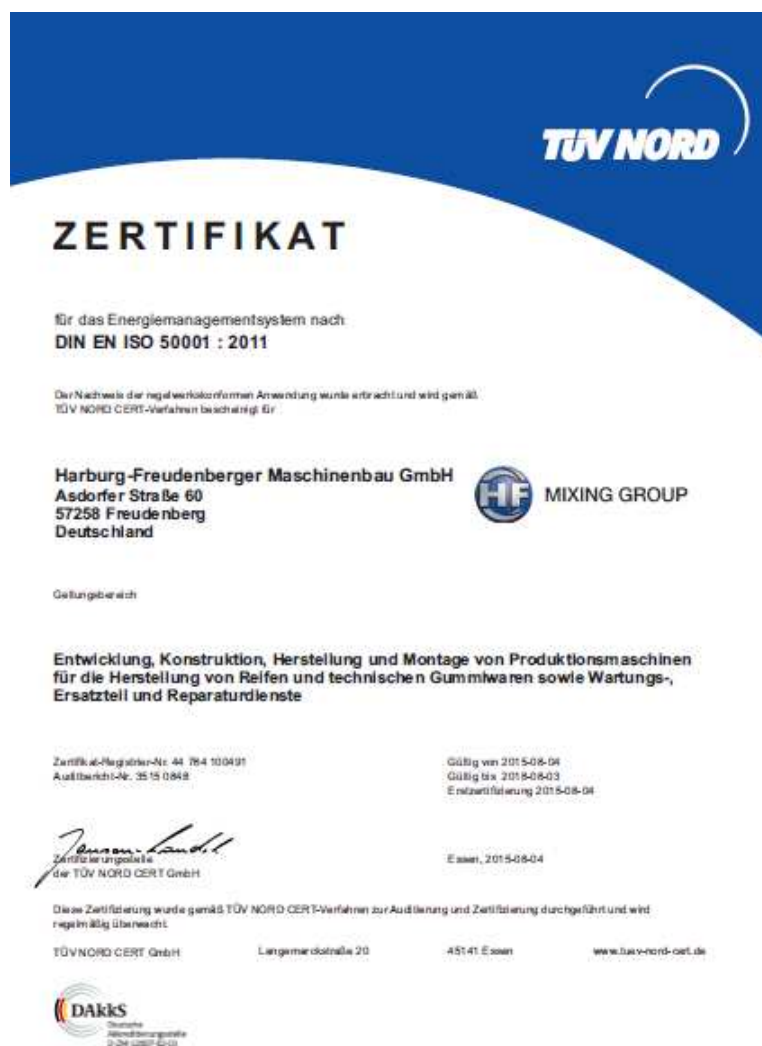 TÜV NORD
ZERTIFIKAT
für das Energiemanagementsystem nach
DIN EN ISO 50001 : 2011
Der Nachweis der regelwerkskonformen Anwendung wurde erbracht und wird gemäß
TÜV NORD CERT-Verfahren bescheinigt für
Harburg-Freudenberger Maschinenbau GmbH
Asdorfer Straße 60
57258 Freudenberg
Deutschland
HF MIXING GROUP
Geltungsbereich
Entwicklung, Konstruktion, Herstellung und Montage von Produktionsmaschinen
für die Herstellung von Reifen und technischen Gummiwaren sowie Wartungs-,
Ersatzteil und Reparaturdienste
Zertifikat-Registrier-Nr. 44 764 100491
Auditbericht-Nr. 3515 0848
Gültig von 2015-08-04
Gültig bis 2018-08-03
Erstzertifizierung 2015-08-04
Zertifizierungsstelle
der TÜV NORD CERT GmbH
Essen, 2015-08-04
Diese Zertifizierung wurde gemäß TÜV NORD CERT-Verfahren zur Auditierung und Zertifizierung durchgeführt und wird
regelmäßig überwacht.
TÜV NORD CERT GmbH Langemarckstraße 20 45141 Essen www.tuev-nord-cert.de
DAkkS
Deutsche
Akkreditierungsstelle